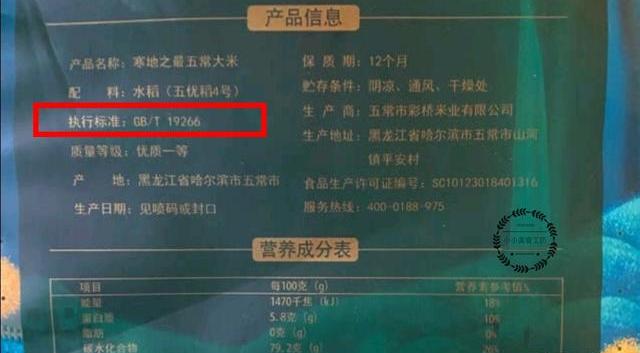 产品信息
产品名称：寒地之最五常大米
配　料：水稻（五优稻4号）
执行标准：GB/T 19266
质量等级：优质一等
产　地：黑龙江省哈尔滨市五常市
生产日期：见喷码或封口
保 质 期：12个月
贮存条件：阴凉、通风、干燥处
生 产 商：五常市彩桥米业有限公司
生产地址：黑龙江省哈尔滨市五常市山河
镇平安村
食品生产许可证编号：SC10123018401316
服务热线：400-0188-975
营养成分表
项目 每100克(g) 营养素参考值%
能量 1470千焦(kJ) 18%
蛋白质 5.8克(g) 10%
脂肪 0克(g) 0%
碳水化合物 79.2克(g) 26%